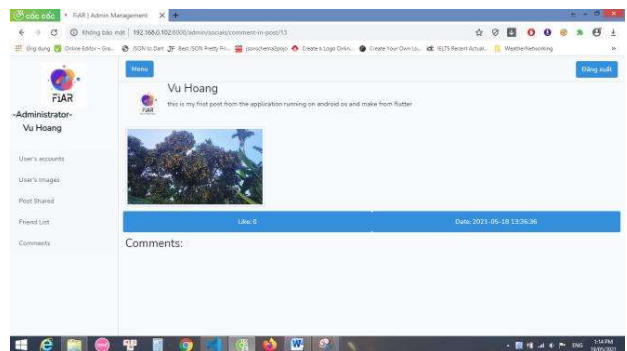 cốc cốc
FiAR | Admin Management
Không bảo mật | 192.168.0.102:8000/admin/socials/comment-in-post/13
Ứng dụng
JSON to Dart
Best JSON Pretty Pri...
jsonschema2pojo
Create a Logo Onlin...
Create Your Own Lo...
IELTS Recent Actual...
WeatherNetworking
FiAR
-Administrator-
Vu Hoang
User's accounts
User's Images
Post Shared
Friend List
Comments
Menu
Đăng xuất
FiAR
Vu Hoang
this is my first post from the application running on android os and make from flutter
Like: 0
Date: 2021-05-18 13:36:36
Comments:
ENG
1:14 PM
19/05/2021